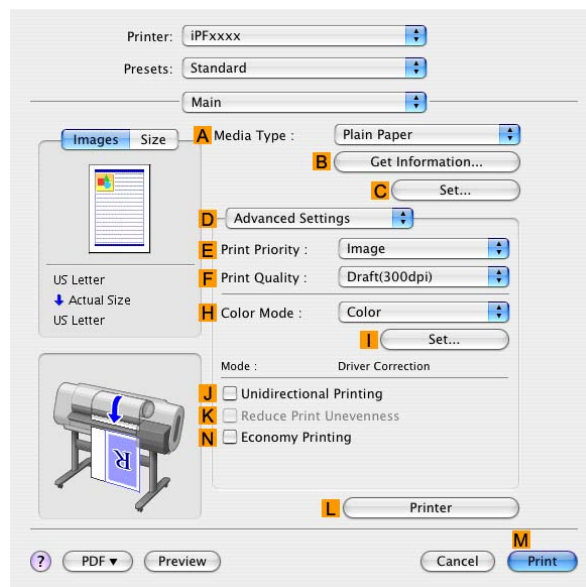 Printer: iPFxxxx
Presets: Standard
Main
Images Size
A Media Type : Plain Paper
B Get Information...
C Set...
D Advanced Settings
E Print Priority : Image
F Print Quality : Draft(300dpi)
H Color Mode : Color
I Set...
Mode : Driver Correction
J Unidirectional Printing
K Reduce Print Unevenness
N Economy Printing
US Letter
Actual Size
US Letter
R
L Printer
? PDF Preview Cancel M Print